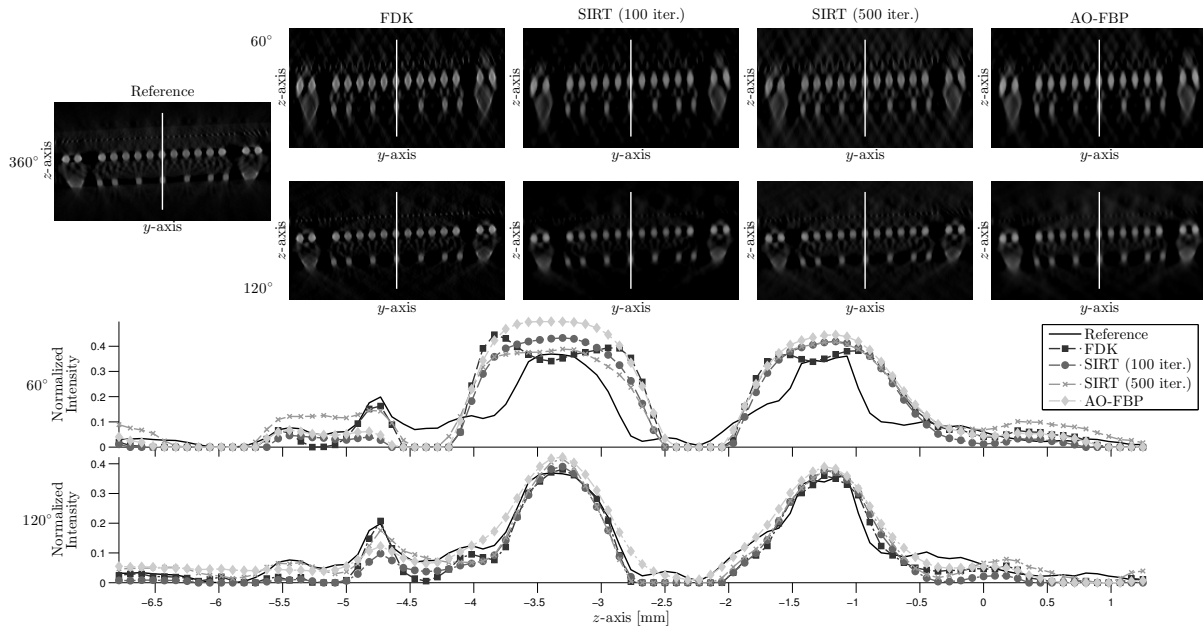 FDK
SIRT (100 iter.)
SIRT (500 iter.)
AO-FBP
60°
z-axis
z-axis
z-axis
z-axis
y-axis
y-axis
y-axis
y-axis
Reference
360°
z-axis
y-axis
z-axis
z-axis
z-axis
z-axis
120°
y-axis
y-axis
y-axis
y-axis
60°
Normalized
Intensity
0.4
0.3
0.2
0.1
0
Reference
FDK
SIRT (100 iter.)
SIRT (500 iter.)
AO-FBP
120°
Normalized
Intensity
0.4
0.3
0.2
0.1
0
−6.5 −6 −5.5 −5 −4.5 −4 −3.5 −3 −2.5 −2 −1.5 −1 −0.5 0 0.5 1
z-axis [mm]